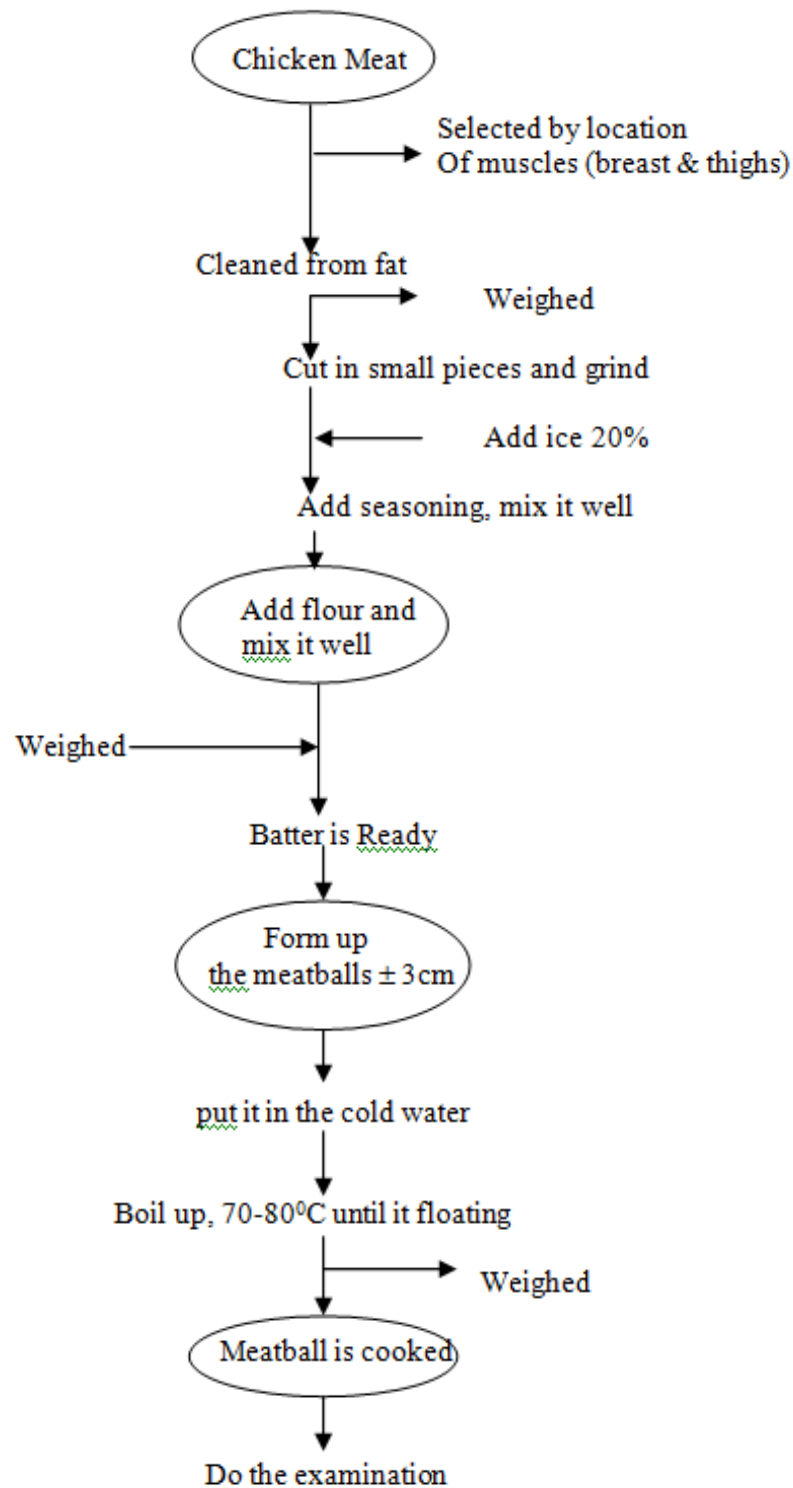 Chicken Meat
Selected by location
Of muscles (breast & thighs)
Cleaned from fat
Weighed
Cut in small pieces and grind
Add ice 20%
Add seasoning, mix it well
Add flour and
mix it well
Weighed
Batter is Ready
Form up
the meatballs ± 3cm
put it in the cold water
Boil up, 70-80⁰C until it floating
Weighed
Meatball is cooked
Do the examination